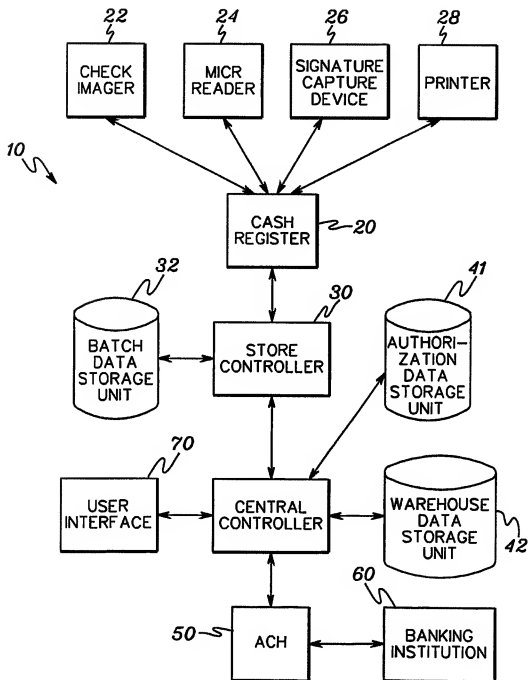 22
24
26
28
CHECK
IMAGER
MICR
READER
SIGNATURE
CAPTURE
DEVICE
PRINTER
10
CASH
REGISTER
20
32
30
41
BATCH
DATA
STORAGE
UNIT
STORE
CONTROLLER
AUTHORI-
ZATION
DATA
STORAGE
UNIT
70
USER
INTERFACE
CENTRAL
CONTROLLER
WAREHOUSE
DATA
STORAGE
UNIT
42
60
50
ACH
BANKING
INSTITUTION